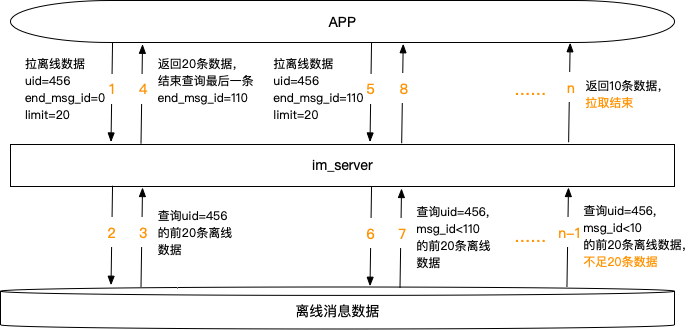 APP
拉离线数据
uid=456
end_msg_id=0
limit=20
1
4
返回20条数据，
结束查询最后一条
end_msg_id=110
拉离线数据
uid=456
end_msg_id=110
limit=20
5
8
......
n
返回10条数据，
拉取结束
im_server
2
3
查询uid=456
的前20条离线
数据
6
7
查询uid=456，
msg_id<110
的前20条离线
数据
......
n-1
查询uid=456，
msg_id<10
的前20条离线数据，
不足20条数据
离线消息数据